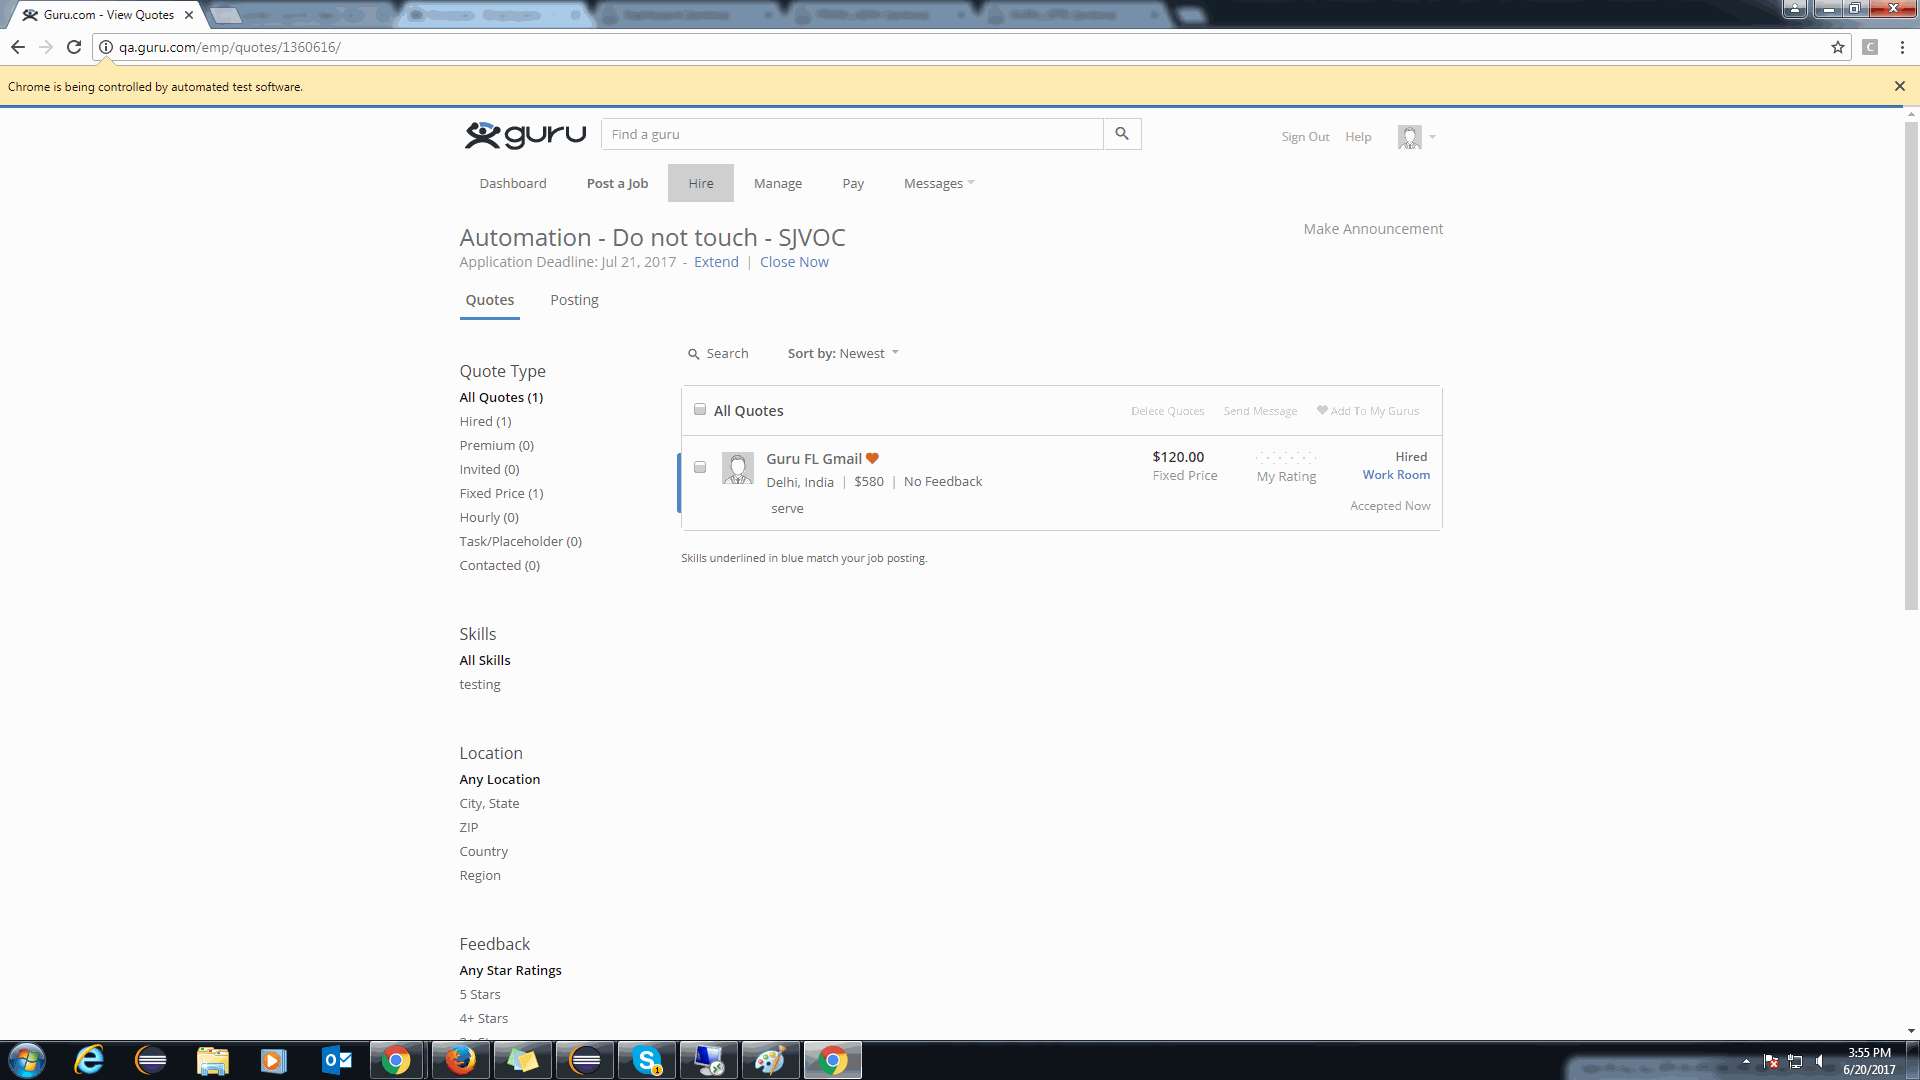 Guru.com - View Quotes
qa.guru.com/emp/quotes/1360616/
C
Chrome is being controlled by automated test software.
guru
Find a guru
Sign Out Help
Dashboard Post a Job Hire Manage Pay Messages
Automation - Do not touch - SJVOC
Make Announcement
Application Deadline: Jul 21, 2017 - Extend | Close Now
Quotes Posting
Search Sort by: Newest
Quote Type
All Quotes (1)
Hired (1)
Premium (0)
Invited (0)
Fixed Price (1)
Hourly (0)
Task/Placeholder (0)
Contacted (0)
All Quotes Delete Quotes Send Message Add To My Gurus
Guru FL Gmail $120.00 Hired
Delhi, India | $580 | No Feedback Fixed Price My Rating Work Room
serve Accepted Now
Skills underlined in blue match your job posting.
Skills
All Skills
testing
Location
Any Location
City, State
ZIP
Country
Region
Feedback
Any Star Ratings
5 Stars
4+ Stars
3:55 PM
6/20/2017